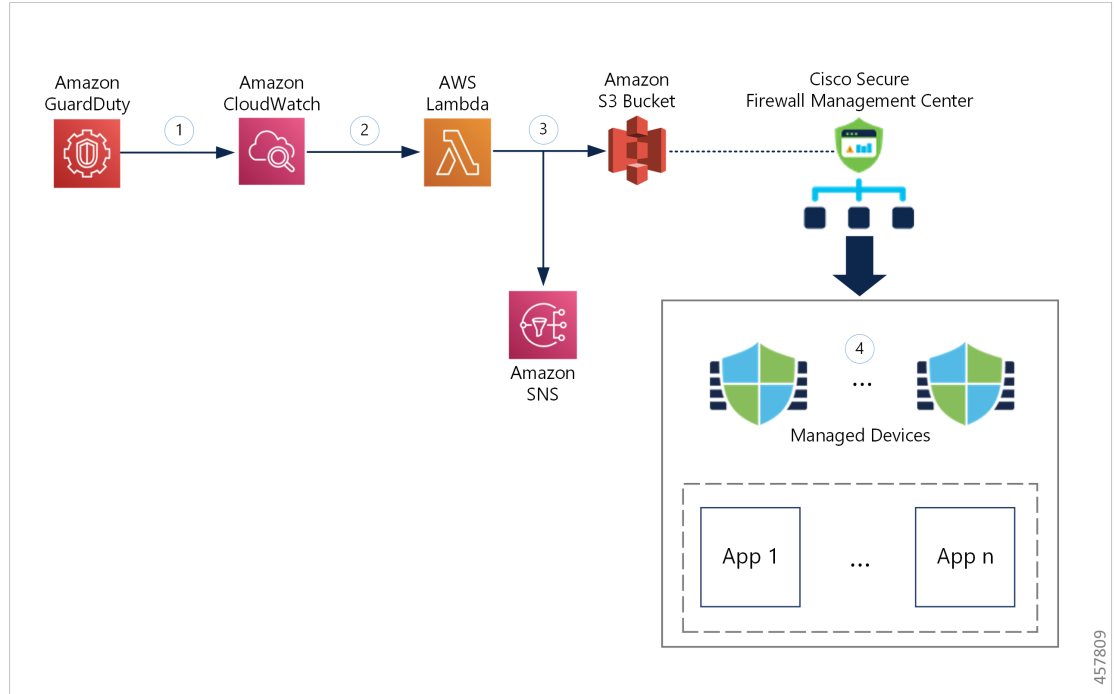 Amazon
GuardDuty
Amazon
CloudWatch
AWS
Lambda
Amazon
S3 Bucket
Cisco Secure
Firewall Management Center
1
2
3
Amazon
SNS
4
...
Managed Devices
App 1
...
App n
457809